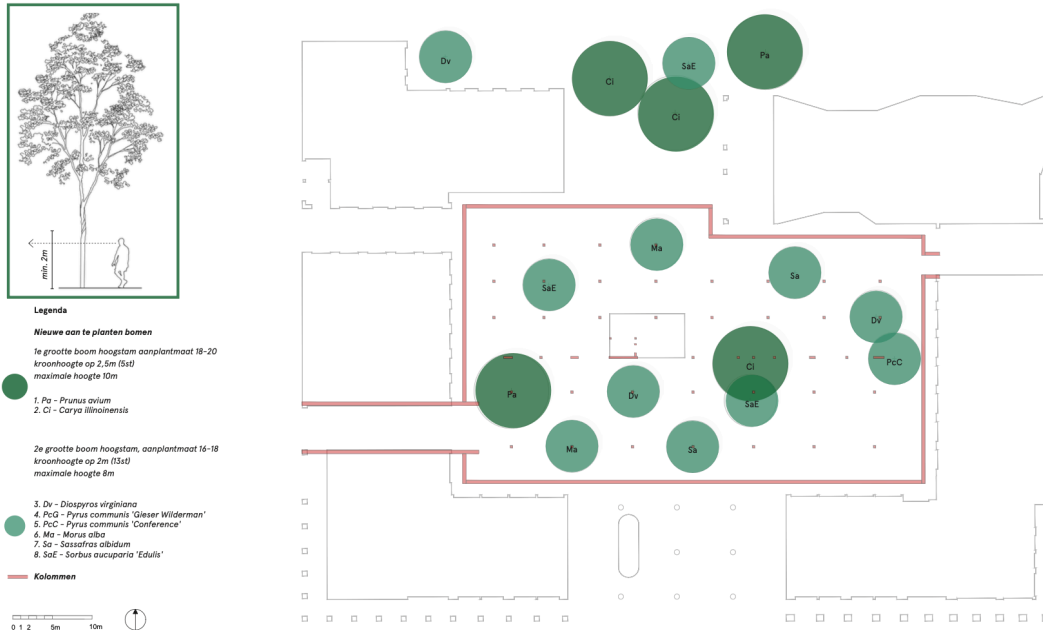 min. 2m
Legenda
Nieuwe aan te planten bomen
1e grootte boom hoogstam aanplantmaat 18-20
kroonhoogte op 2,5m (5st)
maximale hoogte 10m
1. Pa - Prunus avium
2. Ci - Carya illinoinensis
2e grootte boom hoogstam, aanplantmaat 16-18
kroonhoogte op 2m (13st)
maximale hoogte 8m
3. Dv - Diospyros virginiana
4. PcG - Pyrus communis 'Gieser Wilderman'
5. PcC - Pyrus communis 'Conference'
6. Ma - Morus alba
7. Sa - Sassafras albidum
8. SaE - Sorbus aucuparia 'Edulis'
Kolommen
0 1 2 5m 10m
Dv
Ci
SaE
Pa
Ci
Ma
SaE
Sa
Dv
PcC
Ci
Pa
Dv
SaE
Ma
Sa